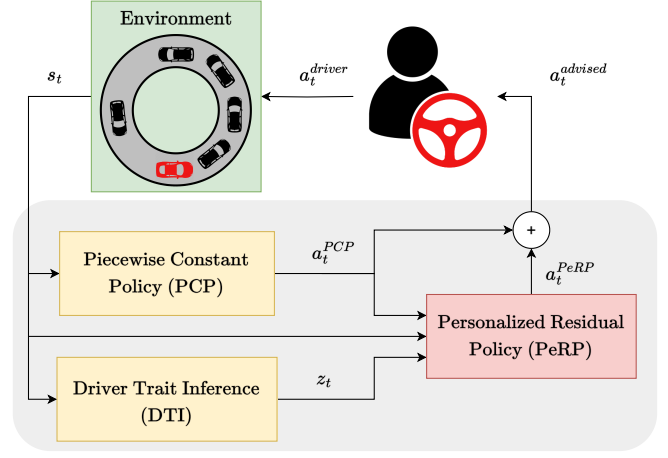 Environment
s_t
a_t^{driver}
a_t^{advised}
Piecewise Constant
Policy (PCP)
a_t^{PCP}
+
a_t^{PeRP}
Personalized Residual
Policy (PeRP)
Driver Trait Inference
(DTI)
z_t